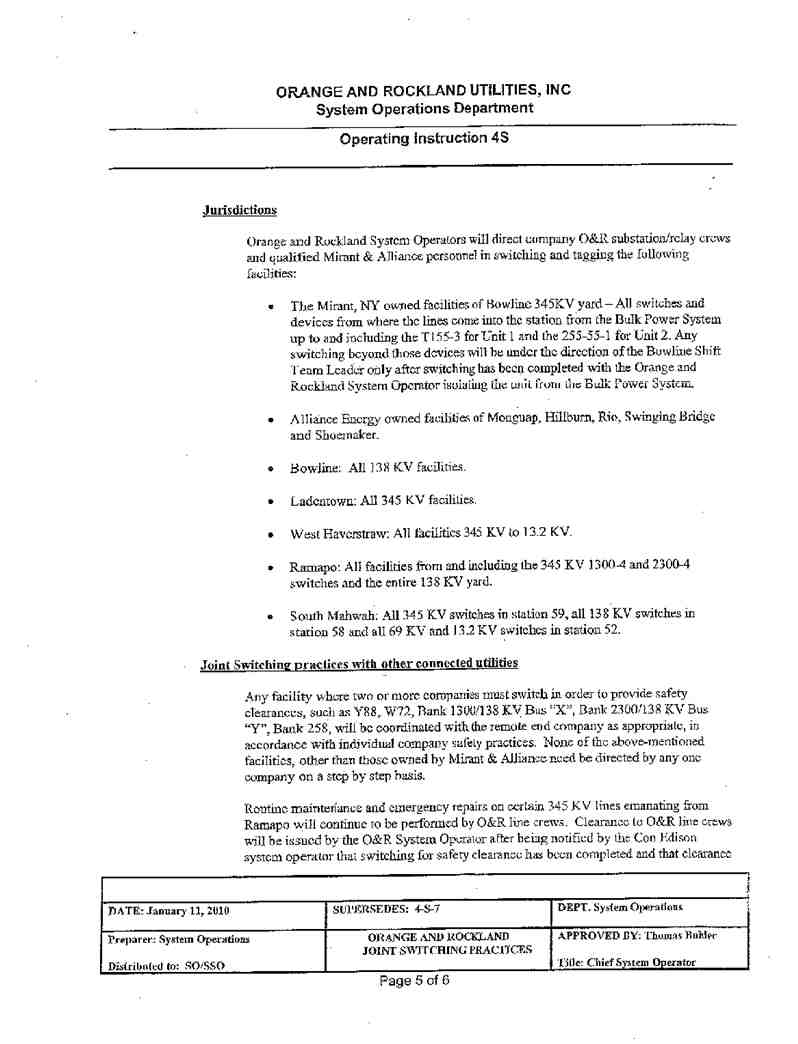 ORANGE AND ROCKLAND UTILITIES, INC
System Operations Department
Operating Instruction 4S
Jurisdictions
Orange and Rockland System Operators will direct company O&R substation/relay crews
and qualified Mirant & Alliance personnel in switching and tagging the following
facilities:
• The Mirant, NY owned facilities of Bowline 345KV yard – All switches and
devices from where the lines come into the station from the Bulk Power System
up to and including the T155-3 for Unit 1 and the 255-55-1 for Unit 2. Any
switching beyond those devices will be under the direction of the Bowline Shift
Team Leader only after switching has been completed with the Orange and
Rockland System Operator isolating the unit from the Bulk Power System.
• Alliance Energy owned facilities of Monguap, Hillburn, Rio, Swinging Bridge
and Shoemaker.
• Bowline: All 138 KV facilities.
• Ladentown: All 345 KV facilities.
• West Haverstraw: All facilities 345 KV to 13.2 KV.
• Ramapo: All facilities from and including the 345 KV 1300-4 and 2300-4
switches and the entire 138 KV yard.
• South Mahwah: All 345 KV switches in station 59, all 138 KV switches in
station 58 and all 69 KV and 13.2 KV switches in station 52.
Joint Switching practices with other connected utilities
Any facility where two or more companies must switch in order to provide safety
clearances, such as Y88, W72, Bank 1300/138 KV Bus "X", Bank 2300/138 KV Bus
"Y", Bank 258, will be coordinated with the remote end company as appropriate, in
accordance with individual company safety practices. None of the above-mentioned
facilities, other than those owned by Mirant & Alliance need be directed by any one
company on a step by step basis.
Routine maintenance and emergency repairs on certain 345 KV lines emanating from
Ramapo will continue to be performed by O&R line crews. Clearance to O&R line crews
will be issued by the O&R System Operator after being notified by the Con Edison
system operator that switching for safety clearance has been completed and that clearance
DATE: January 11, 2010
SUPERSEDES: 4-S-7
DEPT. System Operations
Preparer: System Operations
Distributed to: SO/SSO
ORANGE AND ROCKLAND
JOINT SWITCHING PRACTICES
APPROVED BY: Thomas Buhler
Title: Chief System Operator
Page 5 of 6